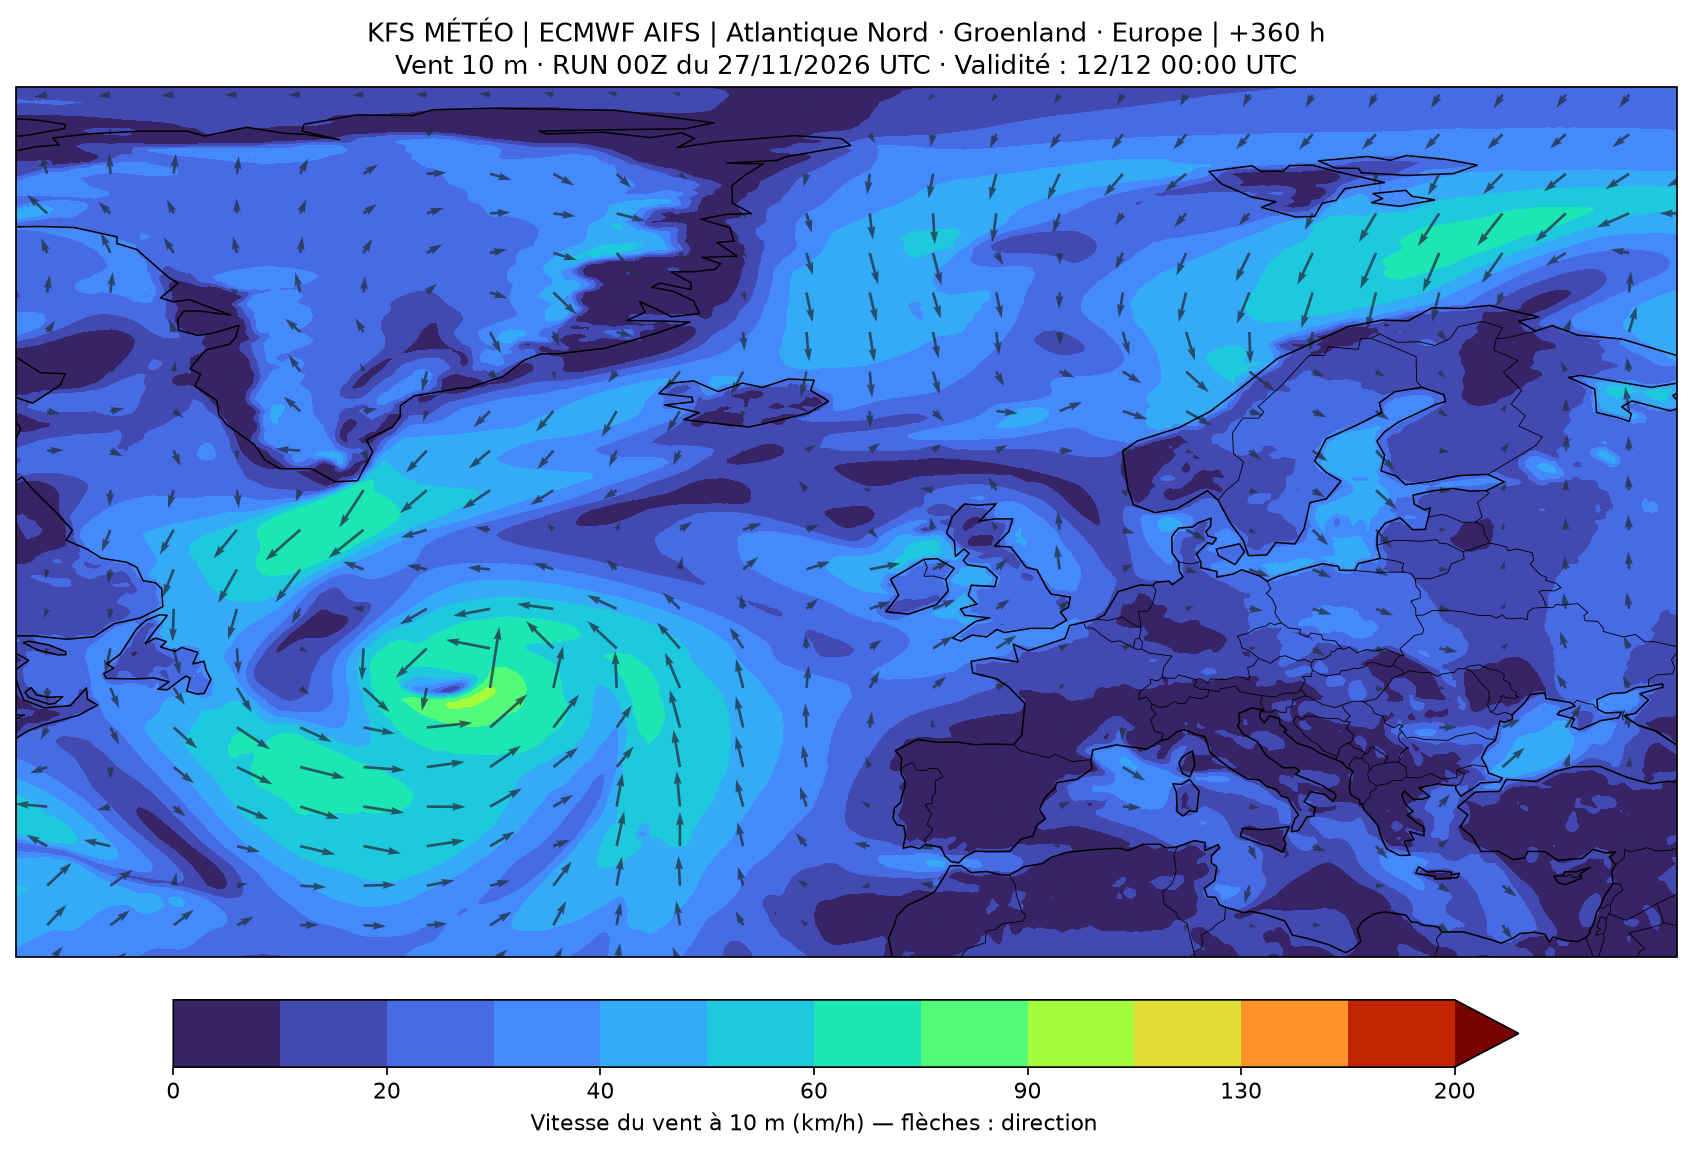 KFS MÉTÉO | ECMWF AIFS | Atlantique Nord · Groenland · Europe | +360 h
Vent 10 m · RUN 00Z du 27/11/2026 UTC · Validité : 12/12 00:00 UTC
0 20 40 60 90 130 200
Vitesse du vent à 10 m (km/h) — flèches : direction